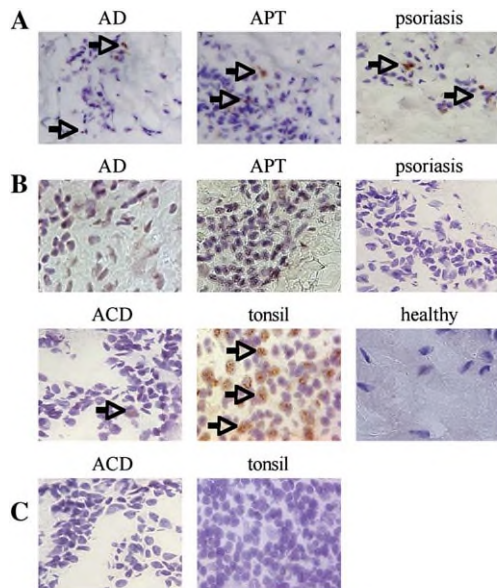 A
AD APT psoriasis
B
AD APT psoriasis
ACD tonsil healthy
C
ACD tonsil